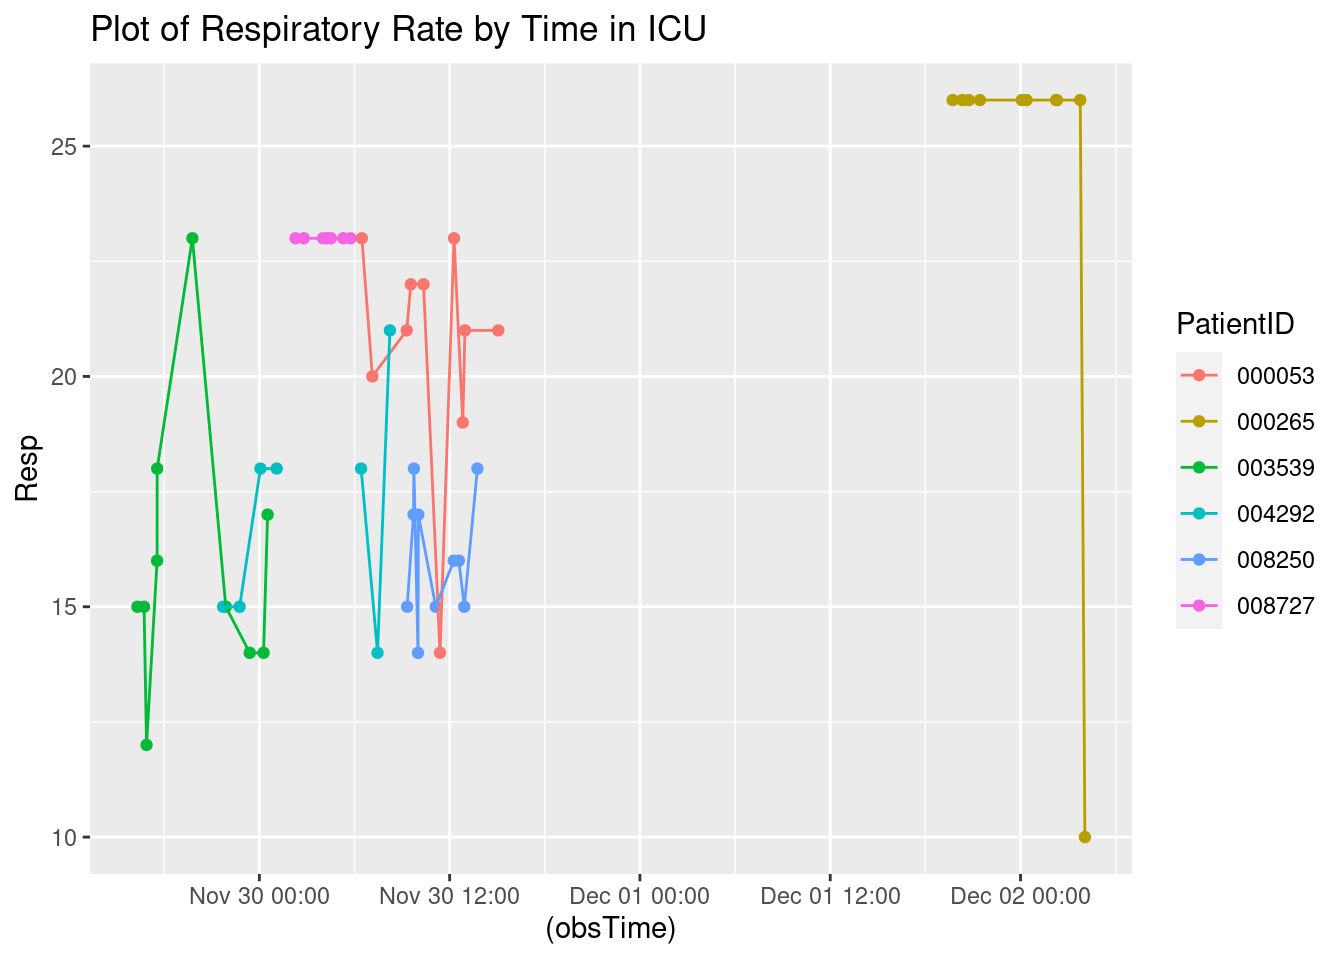 Plot of Respiratory Rate by Time in ICU
Resp
25
20
15
10
Nov 30 00:00
Nov 30 12:00
Dec 01 00:00
Dec 01 12:00
Dec 02 00:00
(obsTime)
PatientID
000053
000265
003539
004292
008250
008727